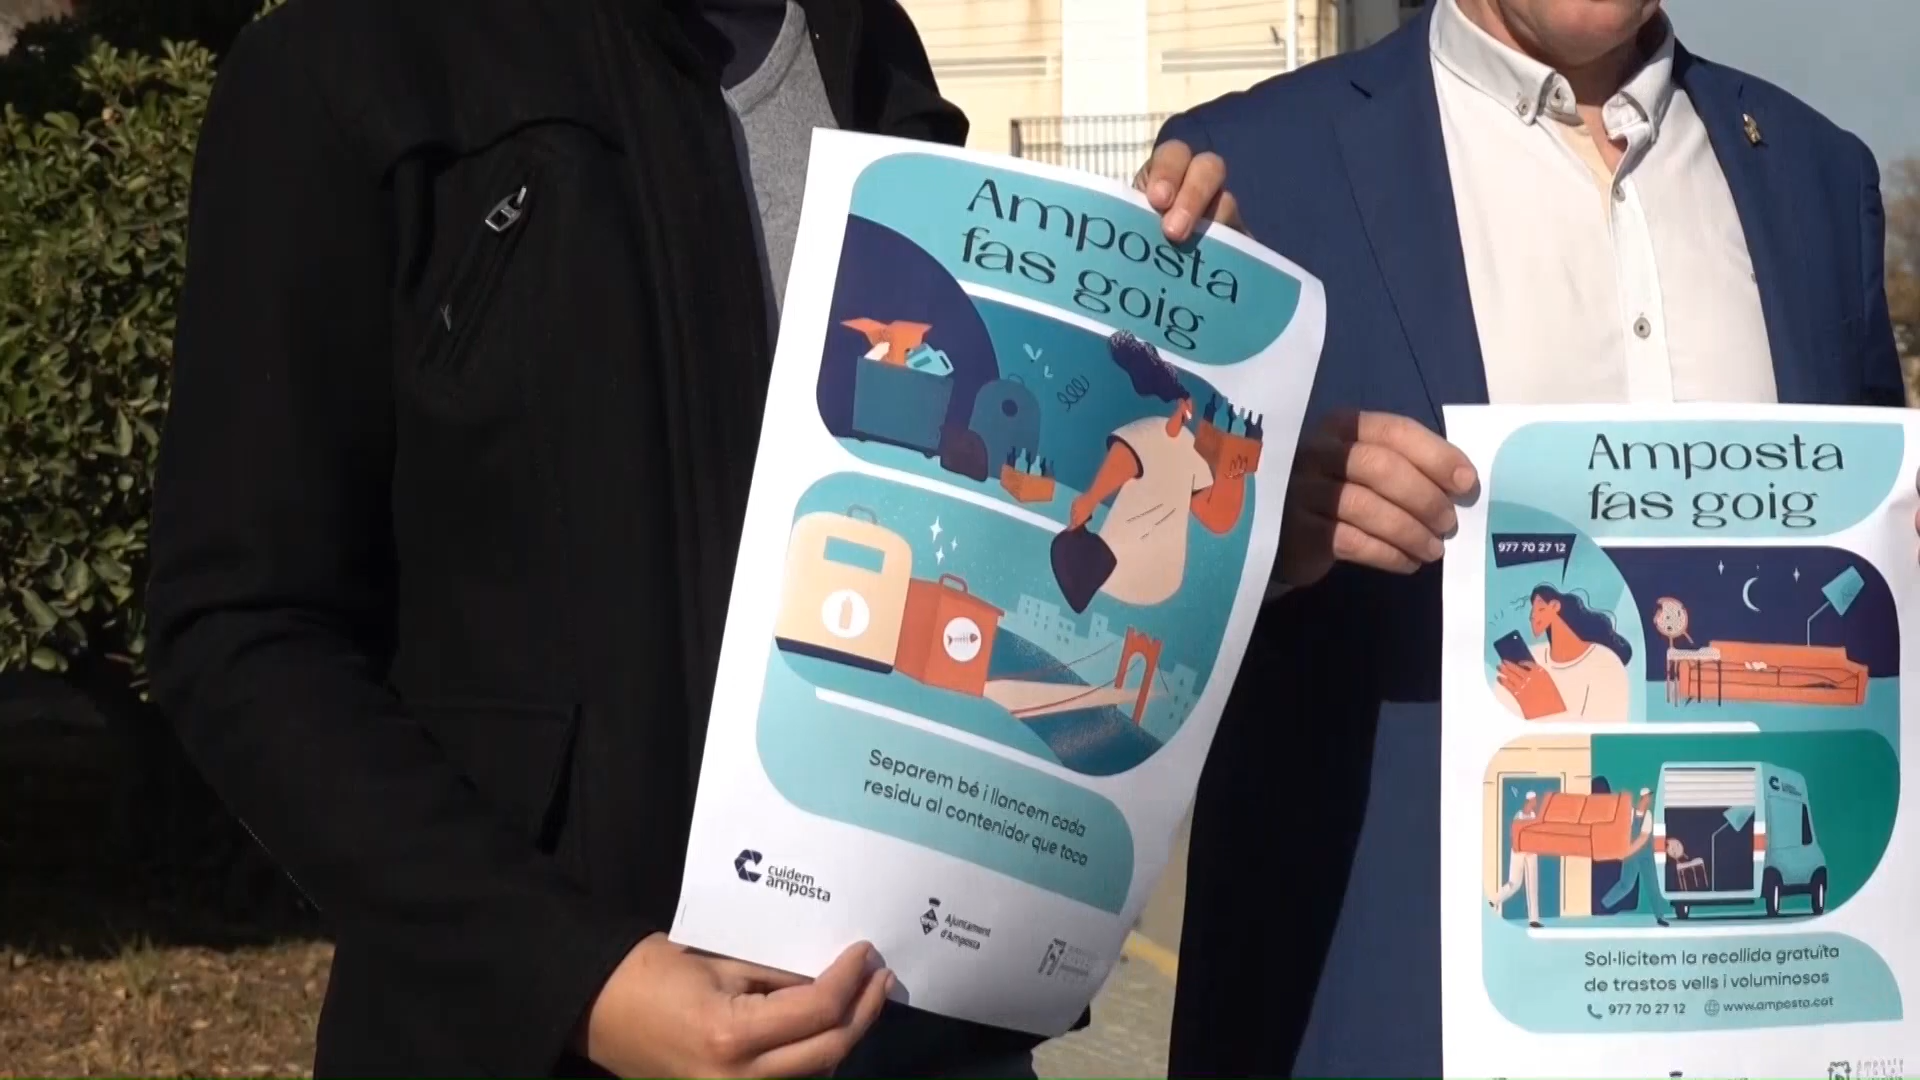 Amposta
fas goig
Separem bé i llancem cada
residu al contenidor que toca
cuidem
amposta
Ajuntament
d'Amposta
Amposta
fas goig
977 70 27 12
Sol·licitem la recollida gratuïta
de trastos vells i voluminosos
977 70 27 12 www.amposta.cat